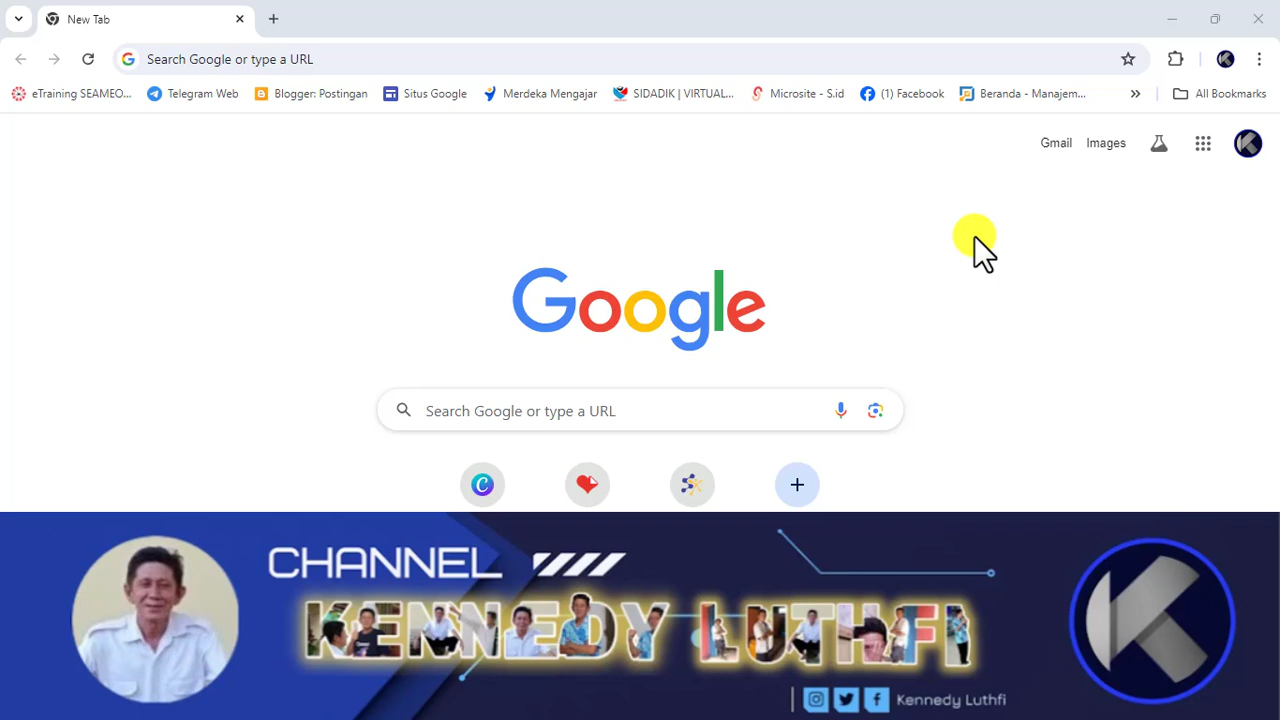 New Tab
Search Google or type a URL
eTraining SEAMEO... Telegram Web Blogger: Postingan Situs Google Merdeka Mengajar SIDADIK | VIRTUAL... Microsite - S.id (1) Facebook Beranda - Manajem... All Bookmarks
Gmail Images
Google
Search Google or type a URL
CHANNEL
KENNEDY LUTHFI
Kennedy Luthfi